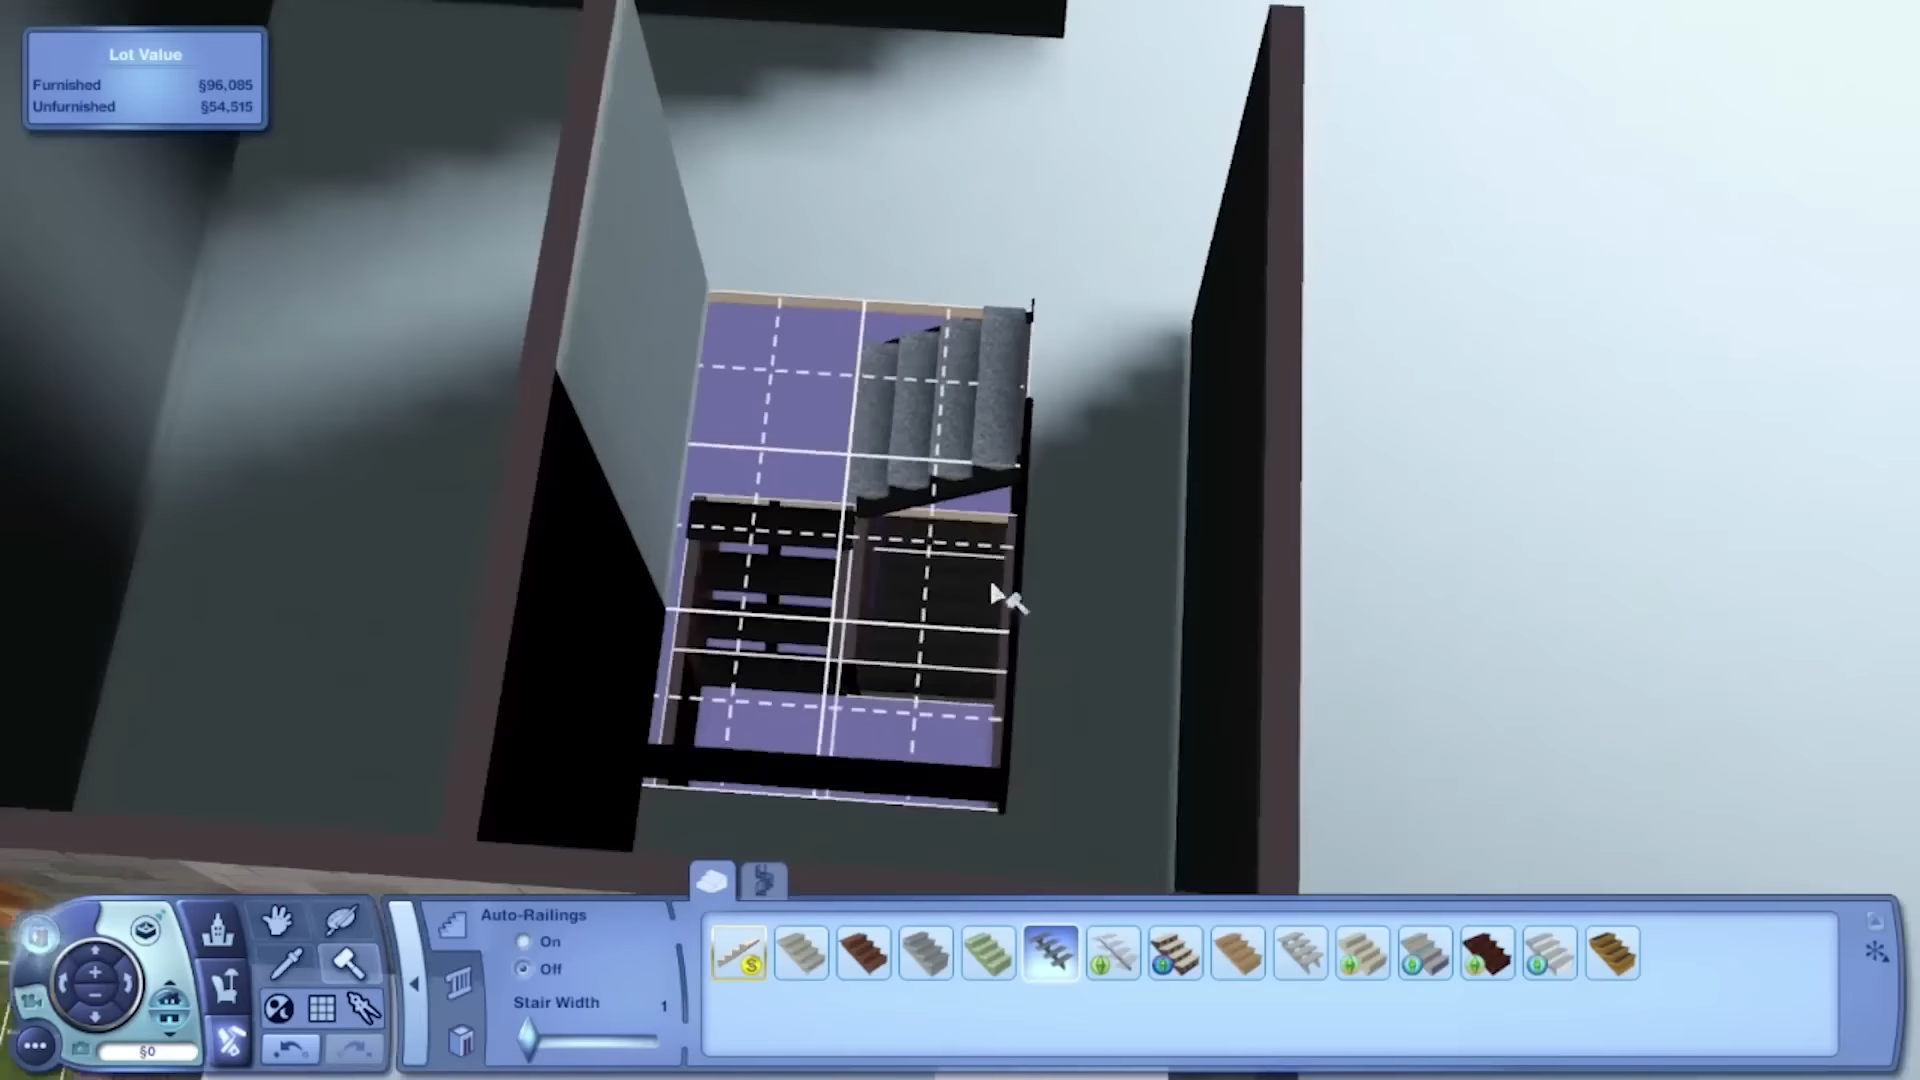 Lot Value
Furnished §96,085
Unfurnished §54,515
Auto-Railings
On
Off
Stair Width 1
§0